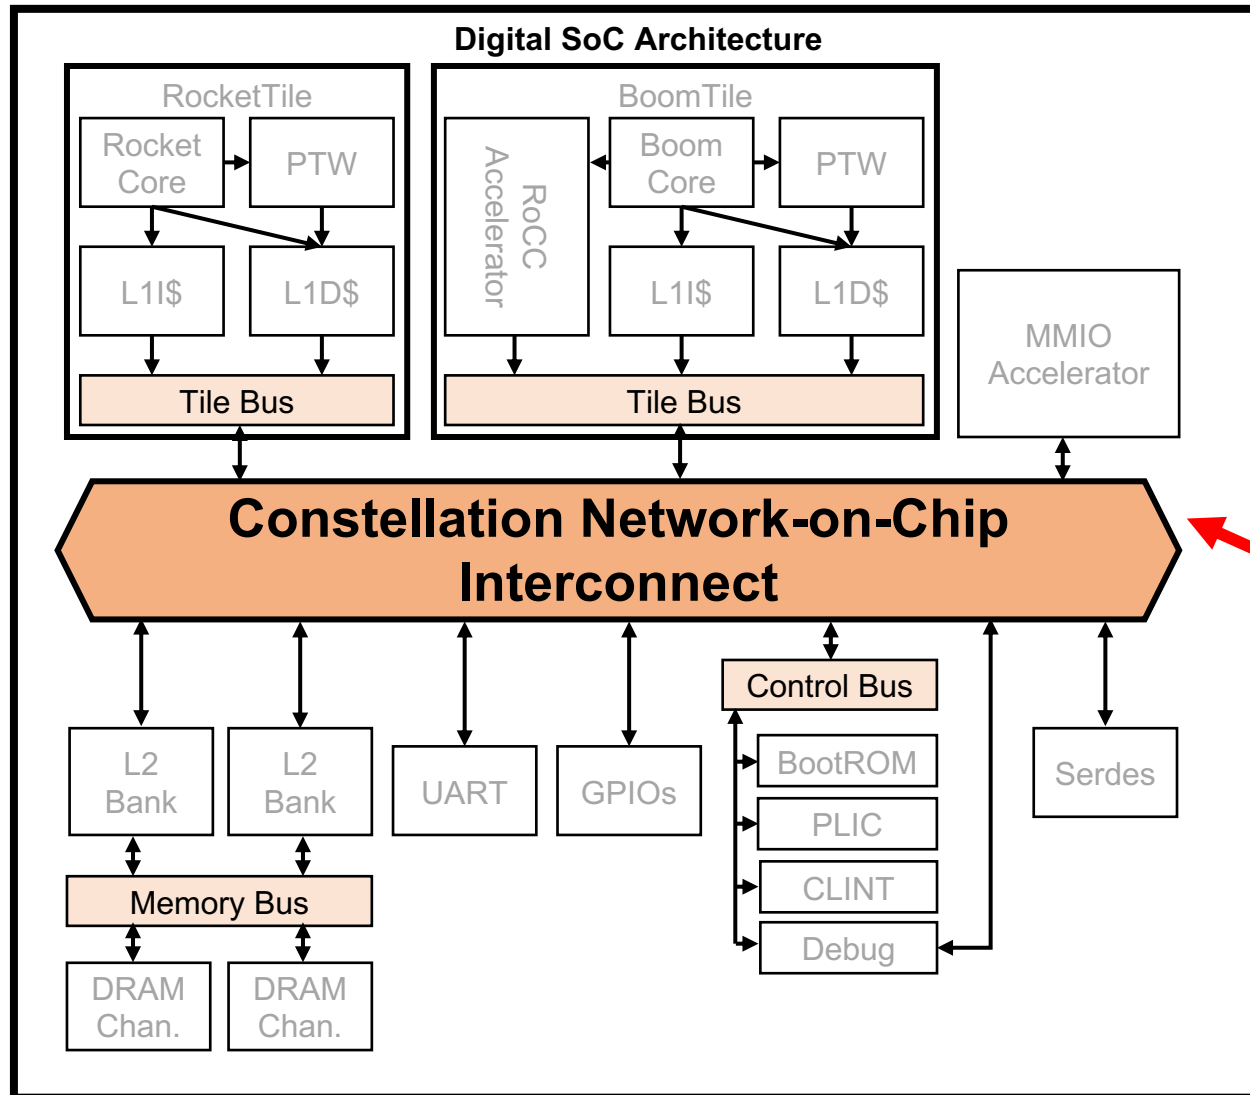 Digital SoC Architecture
RocketTile
Rocket
Core
PTW
L1I$
L1D$
Tile Bus
BoomTile
RoCC
Accelerator
Boom
Core
PTW
L1I$
L1D$
Tile Bus
MMIO
Accelerator
Constellation Network-on-Chip
Interconnect
L2
Bank
L2
Bank
UART
GPIOs
Control Bus
BootROM
PLIC
CLINT
Debug
Serdes
Memory Bus
DRAM
Chan.
DRAM
Chan.